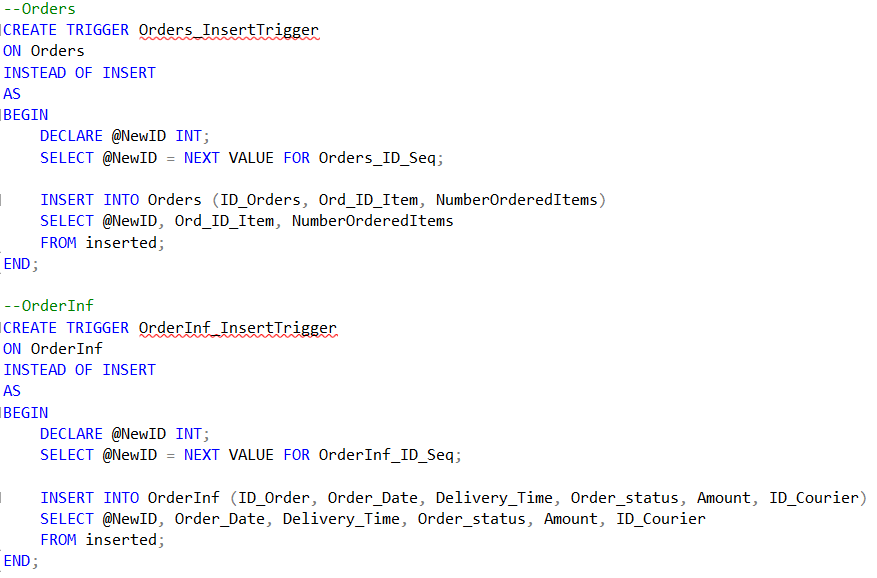 --Orders
CREATE TRIGGER Orders_InsertTrigger
ON Orders
INSTEAD OF INSERT
AS
BEGIN
    DECLARE @NewID INT;
    SELECT @NewID = NEXT VALUE FOR Orders_ID_Seq;

    INSERT INTO Orders (ID_Orders, Ord_ID_Item, NumberOrderedItems)
    SELECT @NewID, Ord_ID_Item, NumberOrderedItems
    FROM inserted;
END;

--OrderInf
CREATE TRIGGER OrderInf_InsertTrigger
ON OrderInf
INSTEAD OF INSERT
AS
BEGIN
    DECLARE @NewID INT;
    SELECT @NewID = NEXT VALUE FOR OrderInf_ID_Seq;

    INSERT INTO OrderInf (ID_Order, Order_Date, Delivery_Time, Order_status, Amount, ID_Courier)
    SELECT @NewID, Order_Date, Delivery_Time, Order_status, Amount, ID_Courier
    FROM inserted;
END;